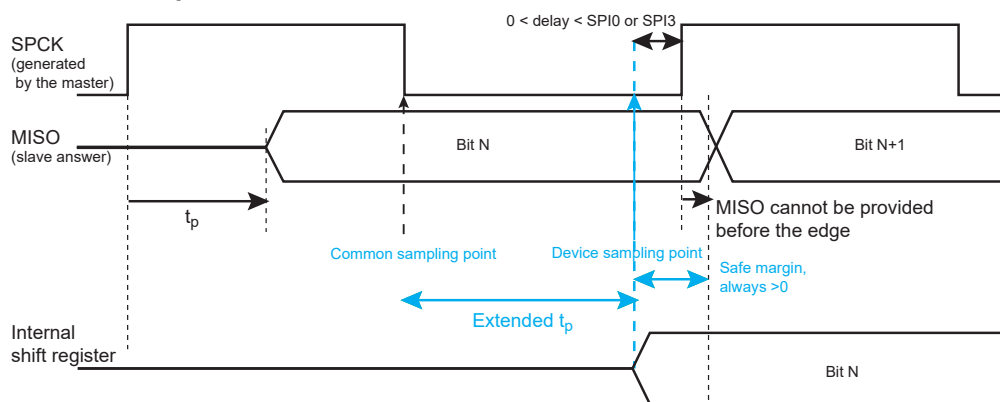 0 < delay < SPI0 or SPI3
SPCK
(generated
by the master)
MISO
(slave answer)
Bit N
Bit N+1
tp
MISO cannot be provided
before the edge
Common sampling point
Device sampling point
Safe margin,
always >0
Extended tp
Internal
shift register
Bit N